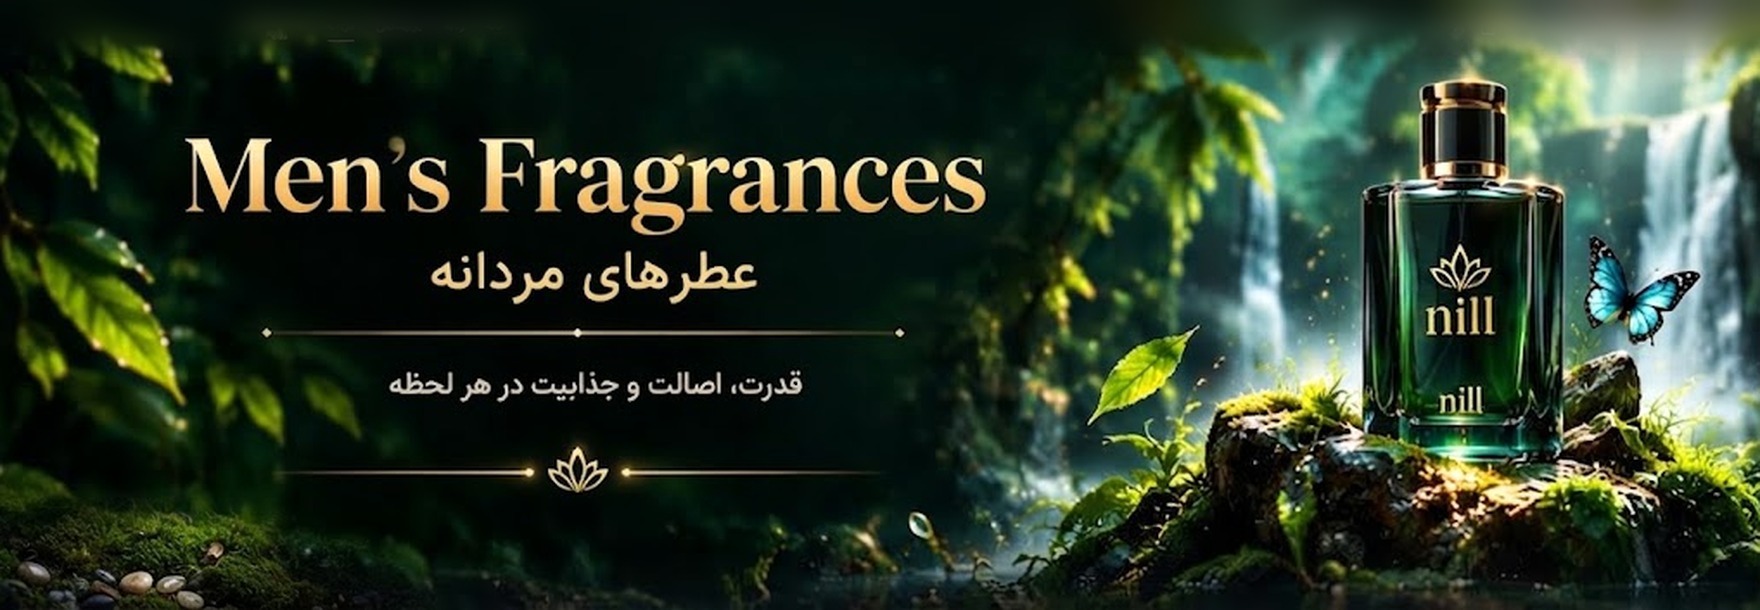 Men's Fragrances
عطرهای مردانه
قدرت، اصالت و جذابیت در هر لحظه
nill
nill